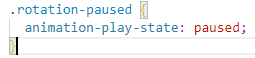 .rotation-paused {
  animation-play-state: paused;
}